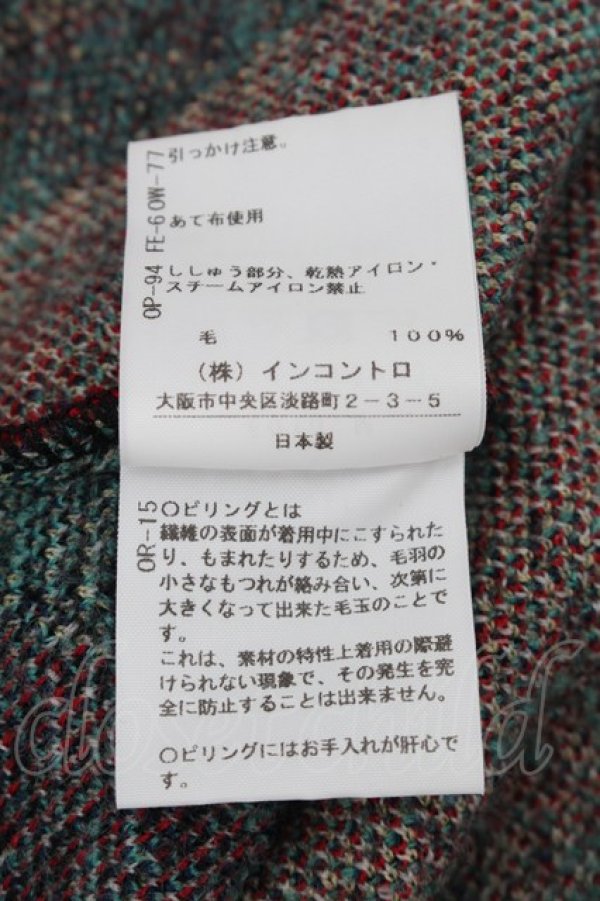 OP-94 FE-6 OW-77
引っかけ注意。
あて布使用
ししゅう部分、乾熱アイロン・
スチームアイロン禁止
毛 100%
(株)インコントロ
大阪市中央区淡路町2-3-5
日本製
OR-15
○ピリングとは
繊維の表面が着用中にこすられた
り、もまれたりするため、毛羽の
小さなもつれが絡み合い、次第に
大きくなって出来た毛玉のことで
す。
これは、素材の特性上着用の際避
けられない現象で、その発生を完
全に防止することは出来ません。
○ピリングにはお手入れが肝心で
す。
closet child